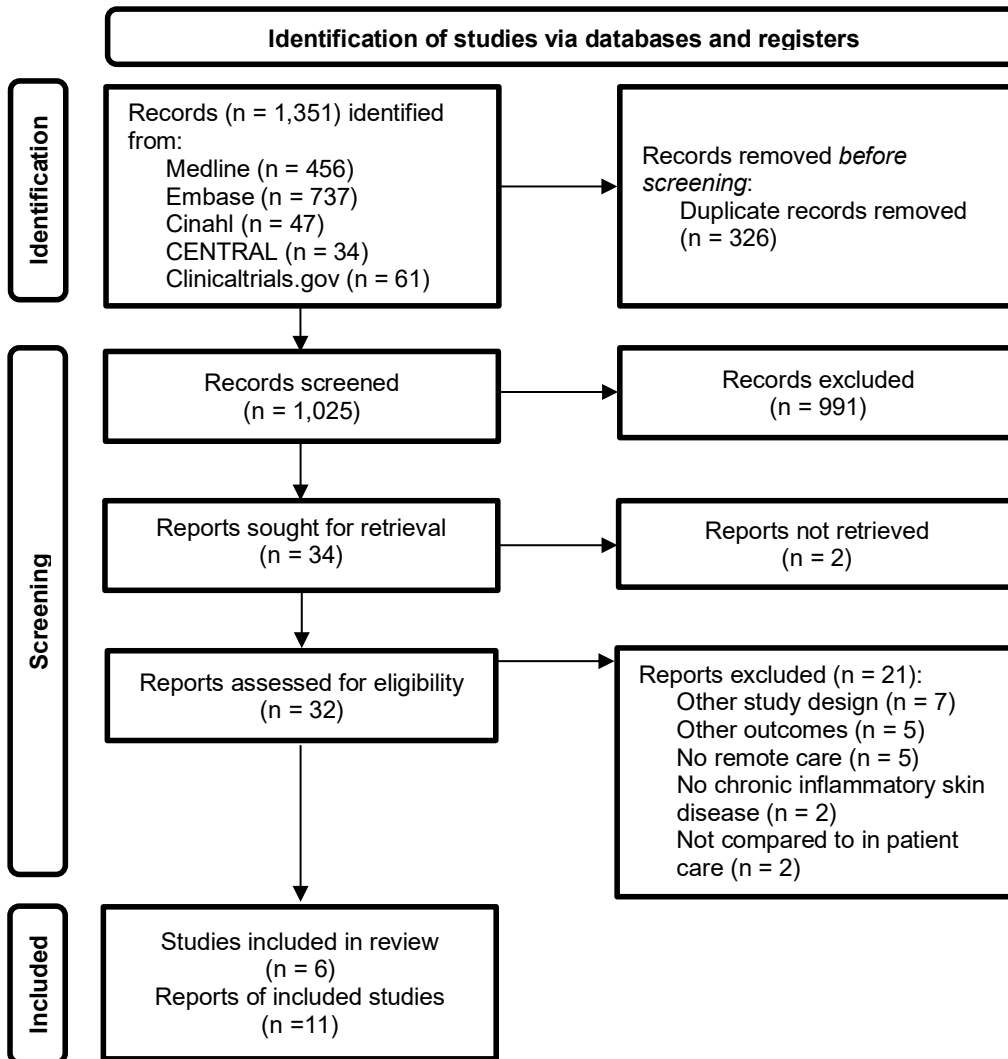 Identification of studies via databases and registers
Identification
Records (n = 1,351) identified
from:
Medline (n = 456)
Embase (n = 737)
Cinahl (n = 47)
CENTRAL (n = 34)
Clinicaltrials.gov (n = 61)
Records removed before
screening:
Duplicate records removed
(n = 326)
Screening
Records screened
(n = 1,025)
Records excluded
(n = 991)
Reports sought for retrieval
(n = 34)
Reports not retrieved
(n = 2)
Reports assessed for eligibility
(n = 32)
Reports excluded (n = 21):
Other study design (n = 7)
Other outcomes (n = 5)
No remote care (n = 5)
No chronic inflammatory skin
disease (n = 2)
Not compared to in patient
care (n = 2)
Included
Studies included in review
(n = 6)
Reports of included studies
(n =11)